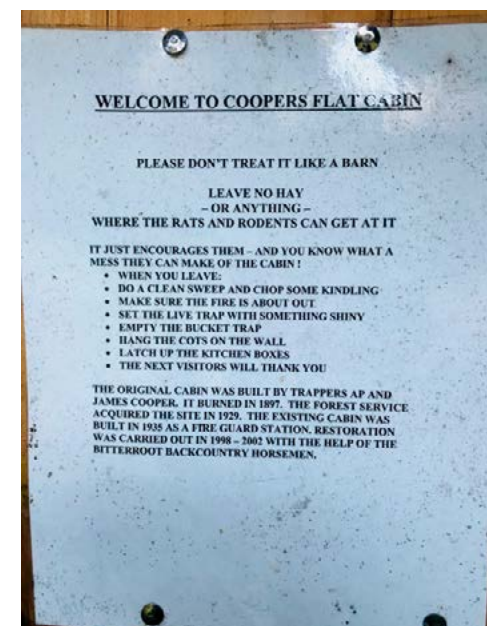 WELCOME TO COOPERS FLAT CABIN
PLEASE DON'T TREAT IT LIKE A BARN
LEAVE NO HAY
– OR ANYTHING –
WHERE THE RATS AND RODENTS CAN GET AT IT
IT JUST ENCOURAGES THEM – AND YOU KNOW WHAT A
MESS THEY CAN MAKE OF THE CABIN !
• WHEN YOU LEAVE:
• DO A CLEAN SWEEP AND CHOP SOME KINDLING
• MAKE SURE THE FIRE IS ABOUT OUT
• SET THE LIVE TRAP WITH SOMETHING SHINY
• EMPTY THE BUCKET TRAP
• HANG THE COTS ON THE WALL
• LATCH UP THE KITCHEN BOXES
• THE NEXT VISITORS WILL THANK YOU
THE ORIGINAL CABIN WAS BUILT BY TRAPPERS AP AND
JAMES COOPER. IT BURNED IN 1897. THE FOREST SERVICE
ACQUIRED THE SITE IN 1929. THE EXISTING CABIN WAS
BUILT IN 1935 AS A FIRE GUARD STATION. RESTORATION
WAS CARRIED OUT IN 1998 – 2002 WITH THE HELP OF THE
BITTERROOT BACKCOUNTRY HORSEMEN.